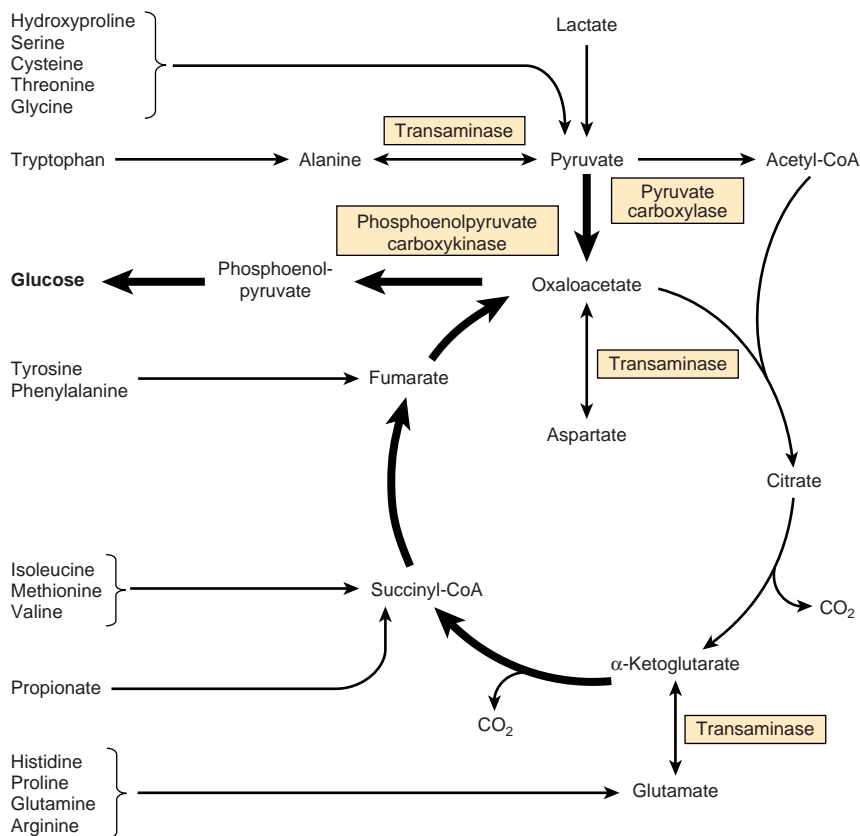 Hydroxyproline
Serine
Cysteine
Threonine
Glycine
Lactate
Transaminase
Tryptophan
Alanine
Pyruvate
Acetyl-CoA
Pyruvate
carboxylase
Phosphoenolpyruvate
carboxykinase
Glucose
Phosphoenol-
pyruvate
Oxaloacetate
Tyrosine
Phenylalanine
Fumarate
Transaminase
Aspartate
Citrate
Isoleucine
Methionine
Valine
Succinyl-CoA
CO₂
α-Ketoglutarate
Propionate
CO₂
Transaminase
Histidine
Proline
Glutamine
Arginine
Glutamate